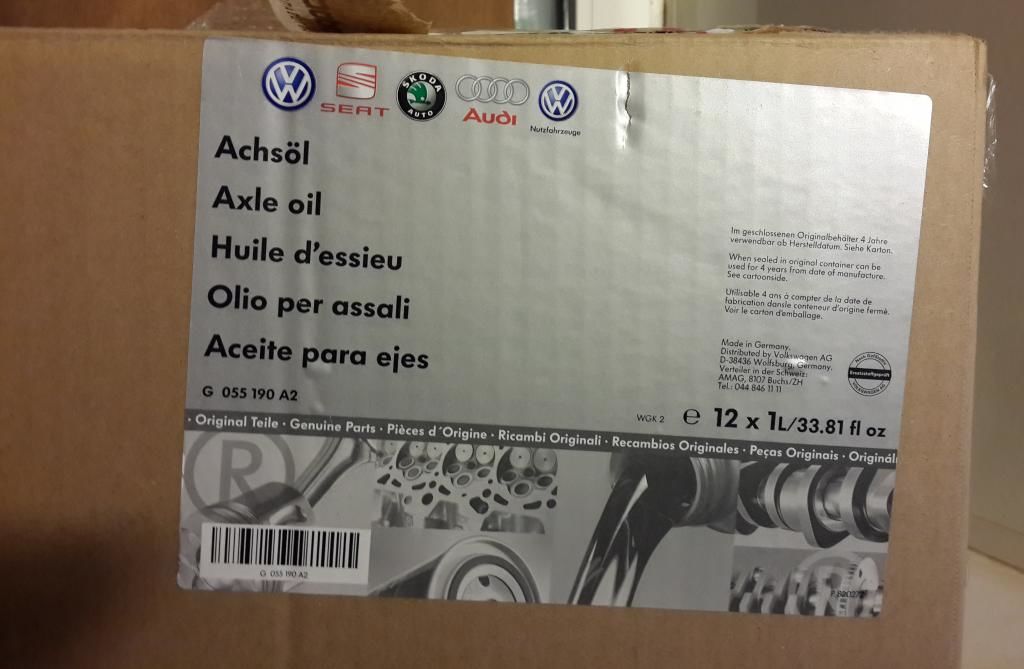 SEAT
SKODA
AUTO
Audi
Nutzfahrzeuge
Achsöl
Axle oil
Huile d'essieu
Olio per assali
Aceite para ejes
G 055 190 A2
Im geschlossenen Originalbehälter 4 Jahre
verwendbar ab Herstelldatum. Siehe Karton.
When sealed in original container can be
used for 4 years from date of manufacture.
See cartoonside.
Utilisable 4 ans à compter de la date de
fabrication dansle conteneur d'origine fermé.
Voir le carton d'emballage.
Made in Germany.
Distributed by Volkswagen AG
D-38436 Wolfsburg, Germany.
Verteiler in der Schweiz:
AMAG, 8107 Buchs/ZH
Tel.: 044 846 11 11
Ersatzstoffgeprüft
VOLKSWAGEN AG
WGK 2 e 12 x 1L/33.81 fl oz
· Original Teile · Genuine Parts · Pièces d'Origine · Ricambi Originali · Recambios Originales · Peças Originais · Originál
R
G 055 190 A2